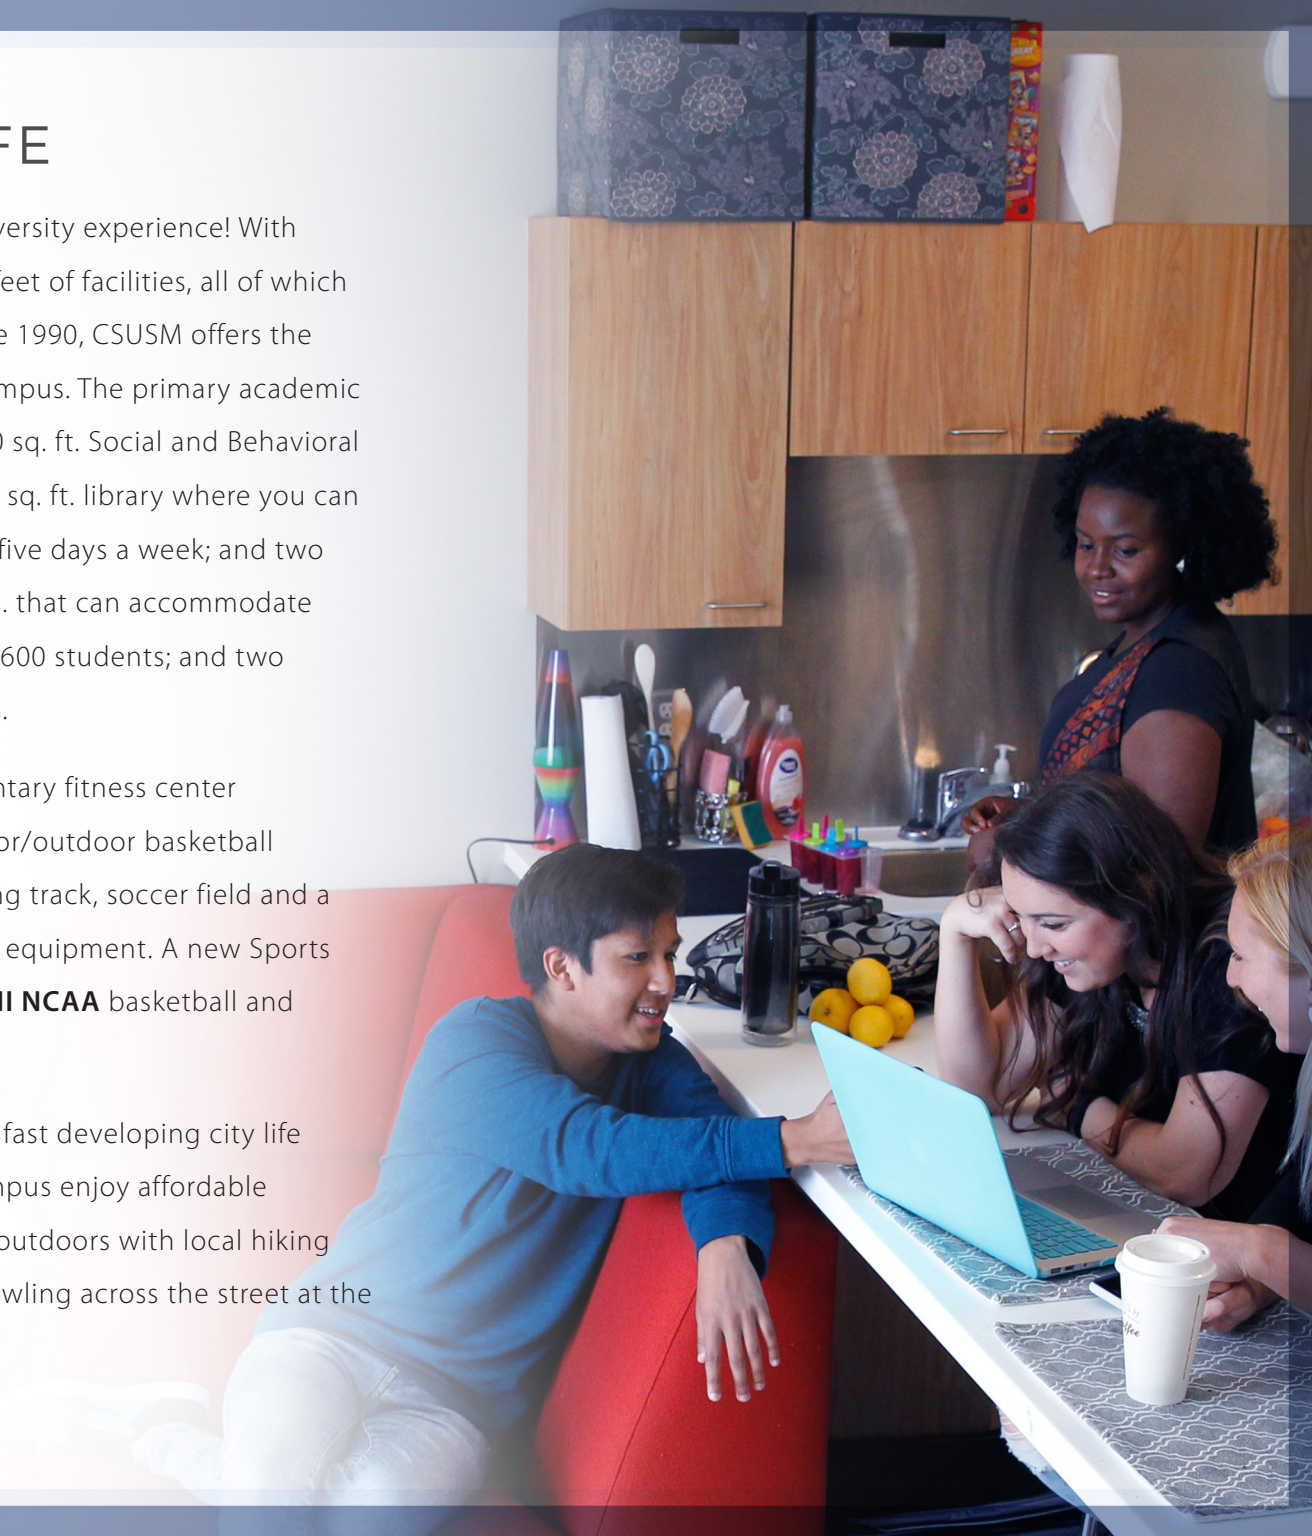 FE
versity experience! With
feet of facilities, all of which
e 1990, CSUSM offers the
mpus. The primary academic
0 sq. ft. Social and Behavioral
sq. ft. library where you can
five days a week; and two
. that can accommodate
600 students; and two
.
ntary fitness center
or/outdoor basketball
ng track, soccer field and a
equipment. A new Sports
II NCAA basketball and
fast developing city life
mpus enjoy affordable
outdoors with local hiking
wling across the street at the